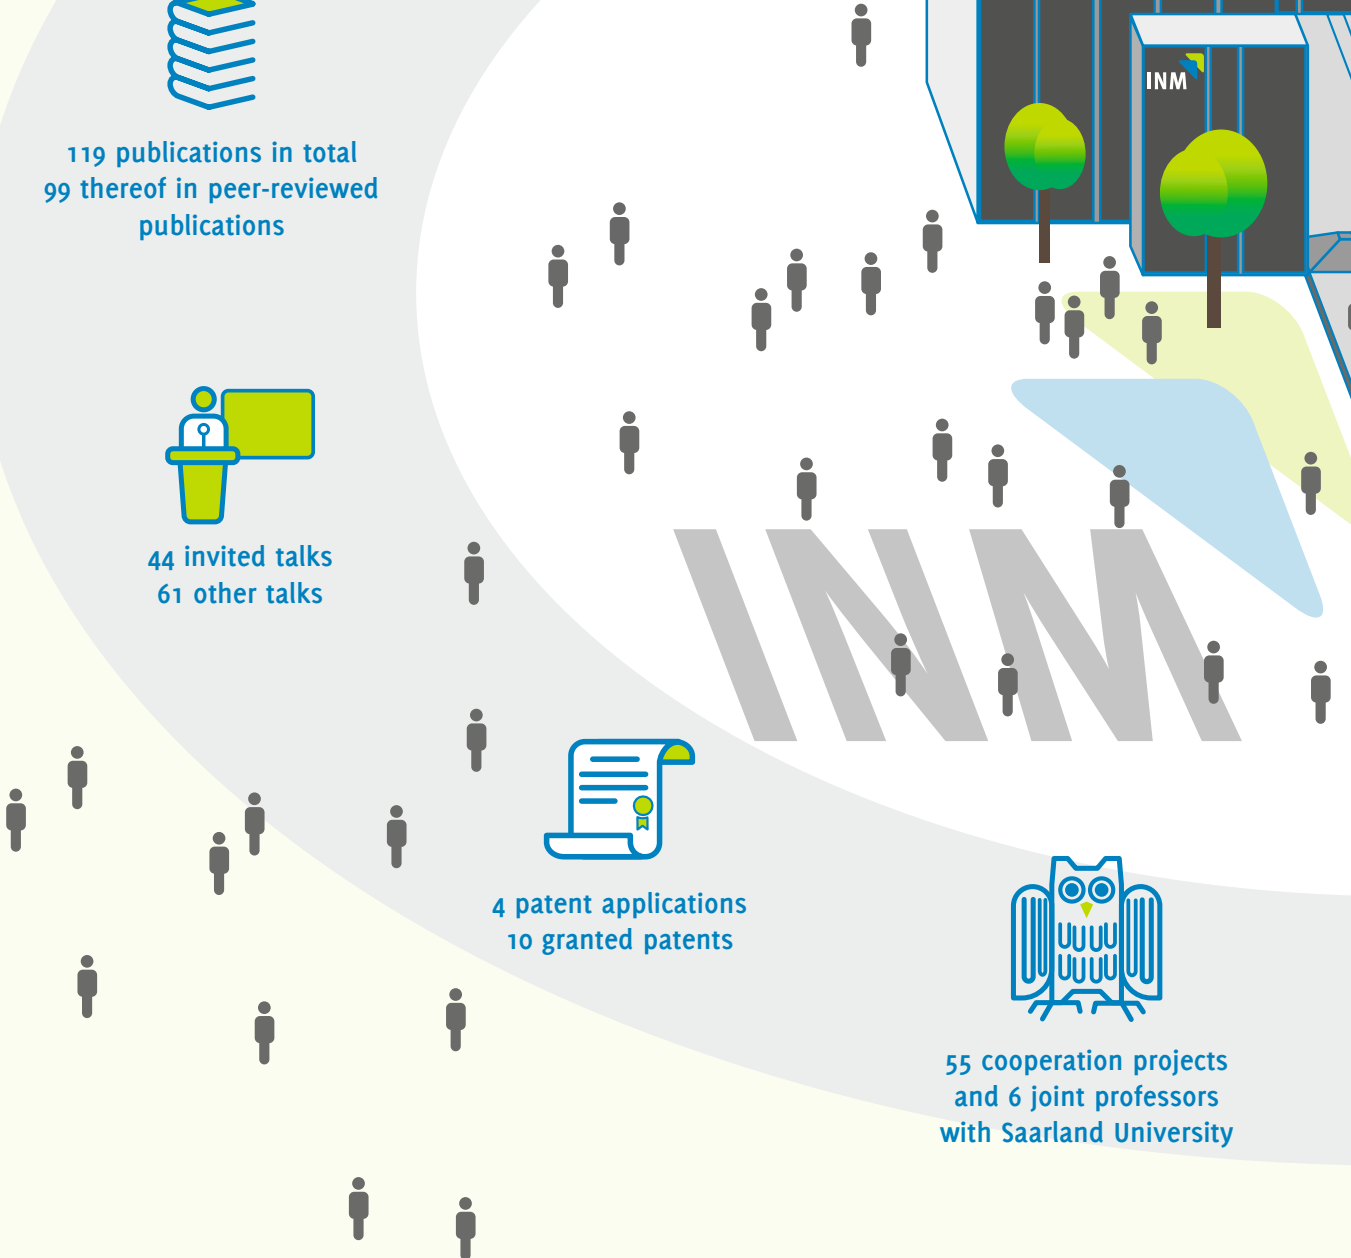 INM
119 publications in total
99 thereof in peer-reviewed
publications
44 invited talks
61 other talks
INM
4 patent applications
10 granted patents
55 cooperation projects
and 6 joint professors
with Saarland University